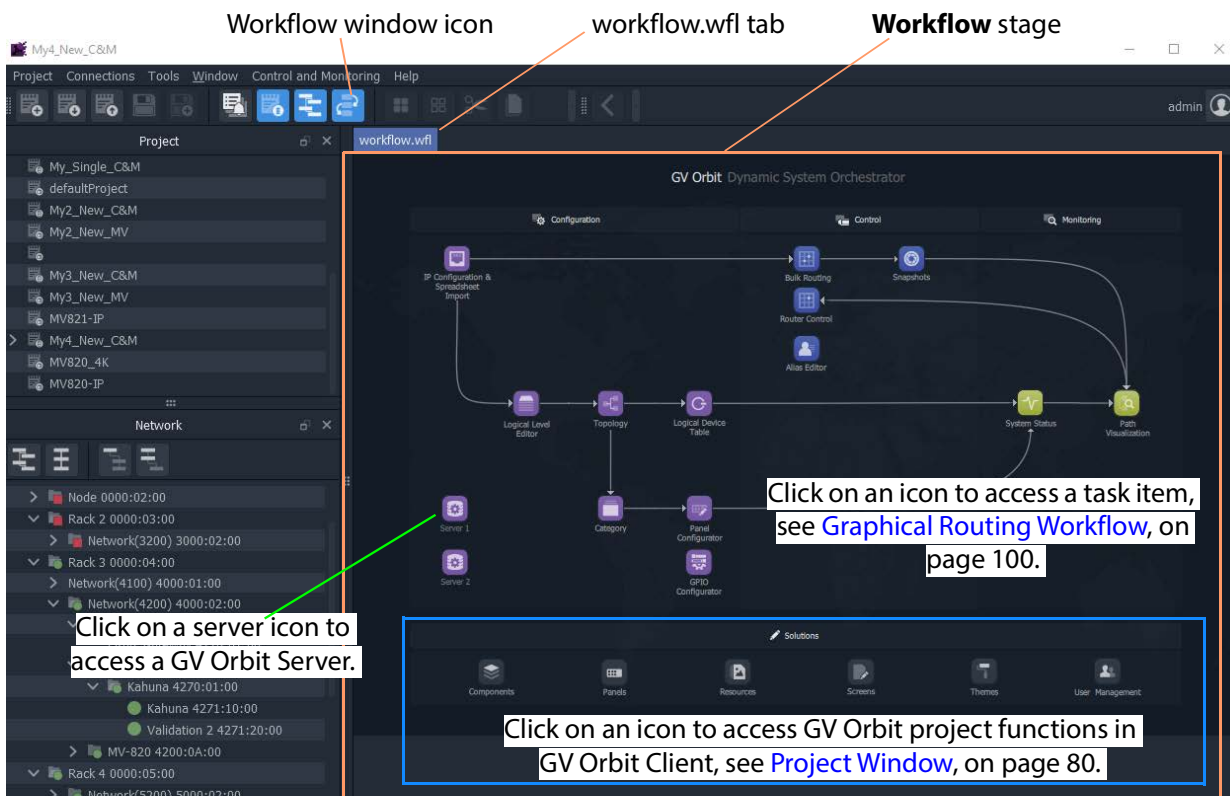 Workflow window icon
workflow.wfl tab
Workflow stage
My4_New_C&M
Project Connections Tools Window Control and Monitoring Help
admin
Project
workflow.wfl
My_Single_C&M
defaultProject
My2_New_C&M
My2_New_MV
My3_New_C&M
My3_New_MV
MV821-IP
My4_New_C&M
MV820_4K
MV820-IP
Network
Node 0000:02:00
Rack 2 0000:03:00
Network(3200) 3000:02:00
Rack 3 0000:04:00
Network(4100) 4000:01:00
Network(4200) 4000:02:00
Click on a server icon to
access a GV Orbit Server.
Kahuna 4270:01:00
Kahuna 4271:10:00
Validation 2 4271:20:00
MV-820 4200:0A:00
Rack 4 0000:05:00
Network(5200) 5000:02:00
GV Orbit Dynamic System Orchestrator
Configuration
Control
Monitoring
IP Configuration &
Spreadsheet
Import
Bulk Routing
Snapshots
Router Control
Alias Editor
Logical Level
Editor
Topology
Logical Device
Table
System Status
Path
Visualization
Server 1
Category
Panel
Configurator
Server 2
GPIO
Configurator
Click on an icon to access a task item,
see Graphical Routing Workflow, on
page 100.
Solutions
Components
Panels
Resources
Screens
Themes
User Management
Click on an icon to access GV Orbit project functions in
GV Orbit Client, see Project Window, on page 80.